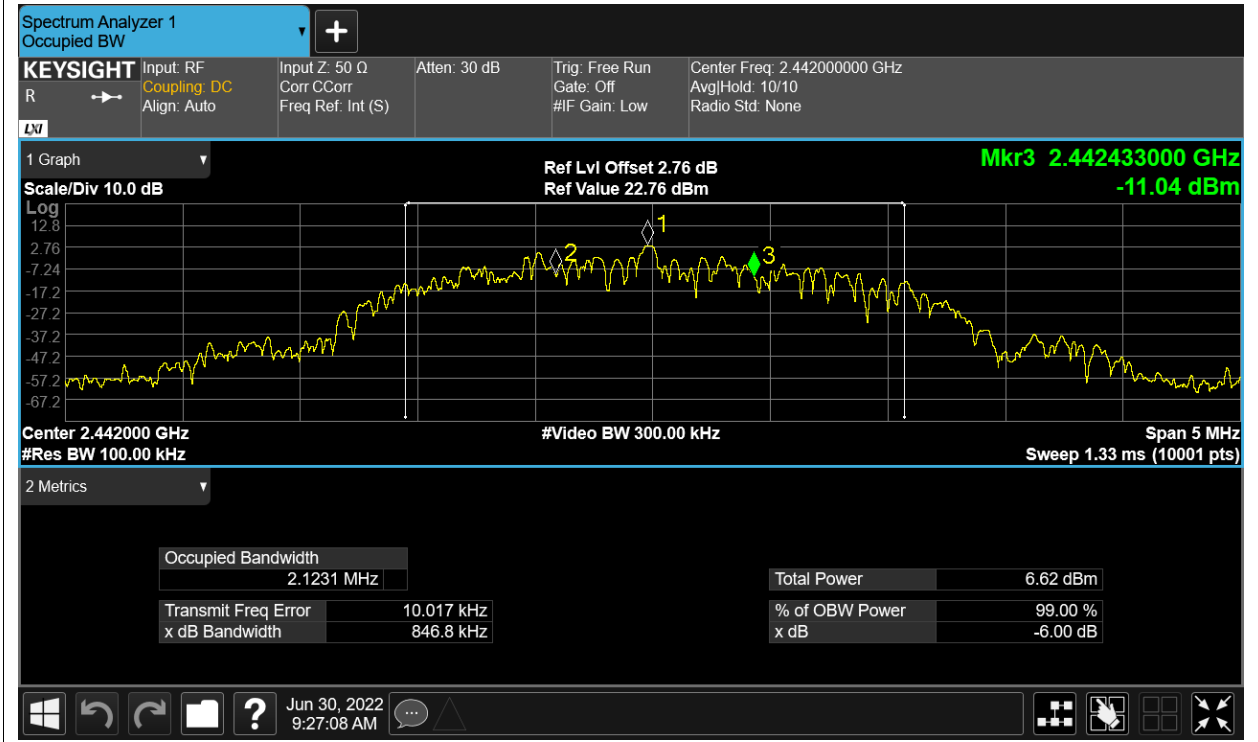 Spectrum Analyzer 1
Occupied BW
KEYSIGHT
R
LXI
Input: RF
Coupling: DC
Align: Auto
Input Z: 50 Ω
Corr CCorr
Freq Ref: Int (S)
Atten: 30 dB
Trig: Free Run
Gate: Off
#IF Gain: Low
Center Freq: 2.442000000 GHz
Avg|Hold: 10/10
Radio Std: None
1 Graph
Scale/Div 10.0 dB
Ref Lvl Offset 2.76 dB
Ref Value 22.76 dBm
Mkr3 2.442433000 GHz
-11.04 dBm
Log
12.8
2.76
-7.24
-17.2
-27.2
-37.2
-47.2
-57.2
-67.2
1
2
3
Center 2.442000 GHz
#Res BW 100.00 kHz
#Video BW 300.00 kHz
Span 5 MHz
Sweep 1.33 ms (10001 pts)
2 Metrics
Occupied Bandwidth
2.1231 MHz
Transmit Freq Error 10.017 kHz
x dB Bandwidth 846.8 kHz
Total Power 6.62 dBm
% of OBW Power 99.00 %
x dB -6.00 dB
?
Jun 30, 2022
9:27:08 AM